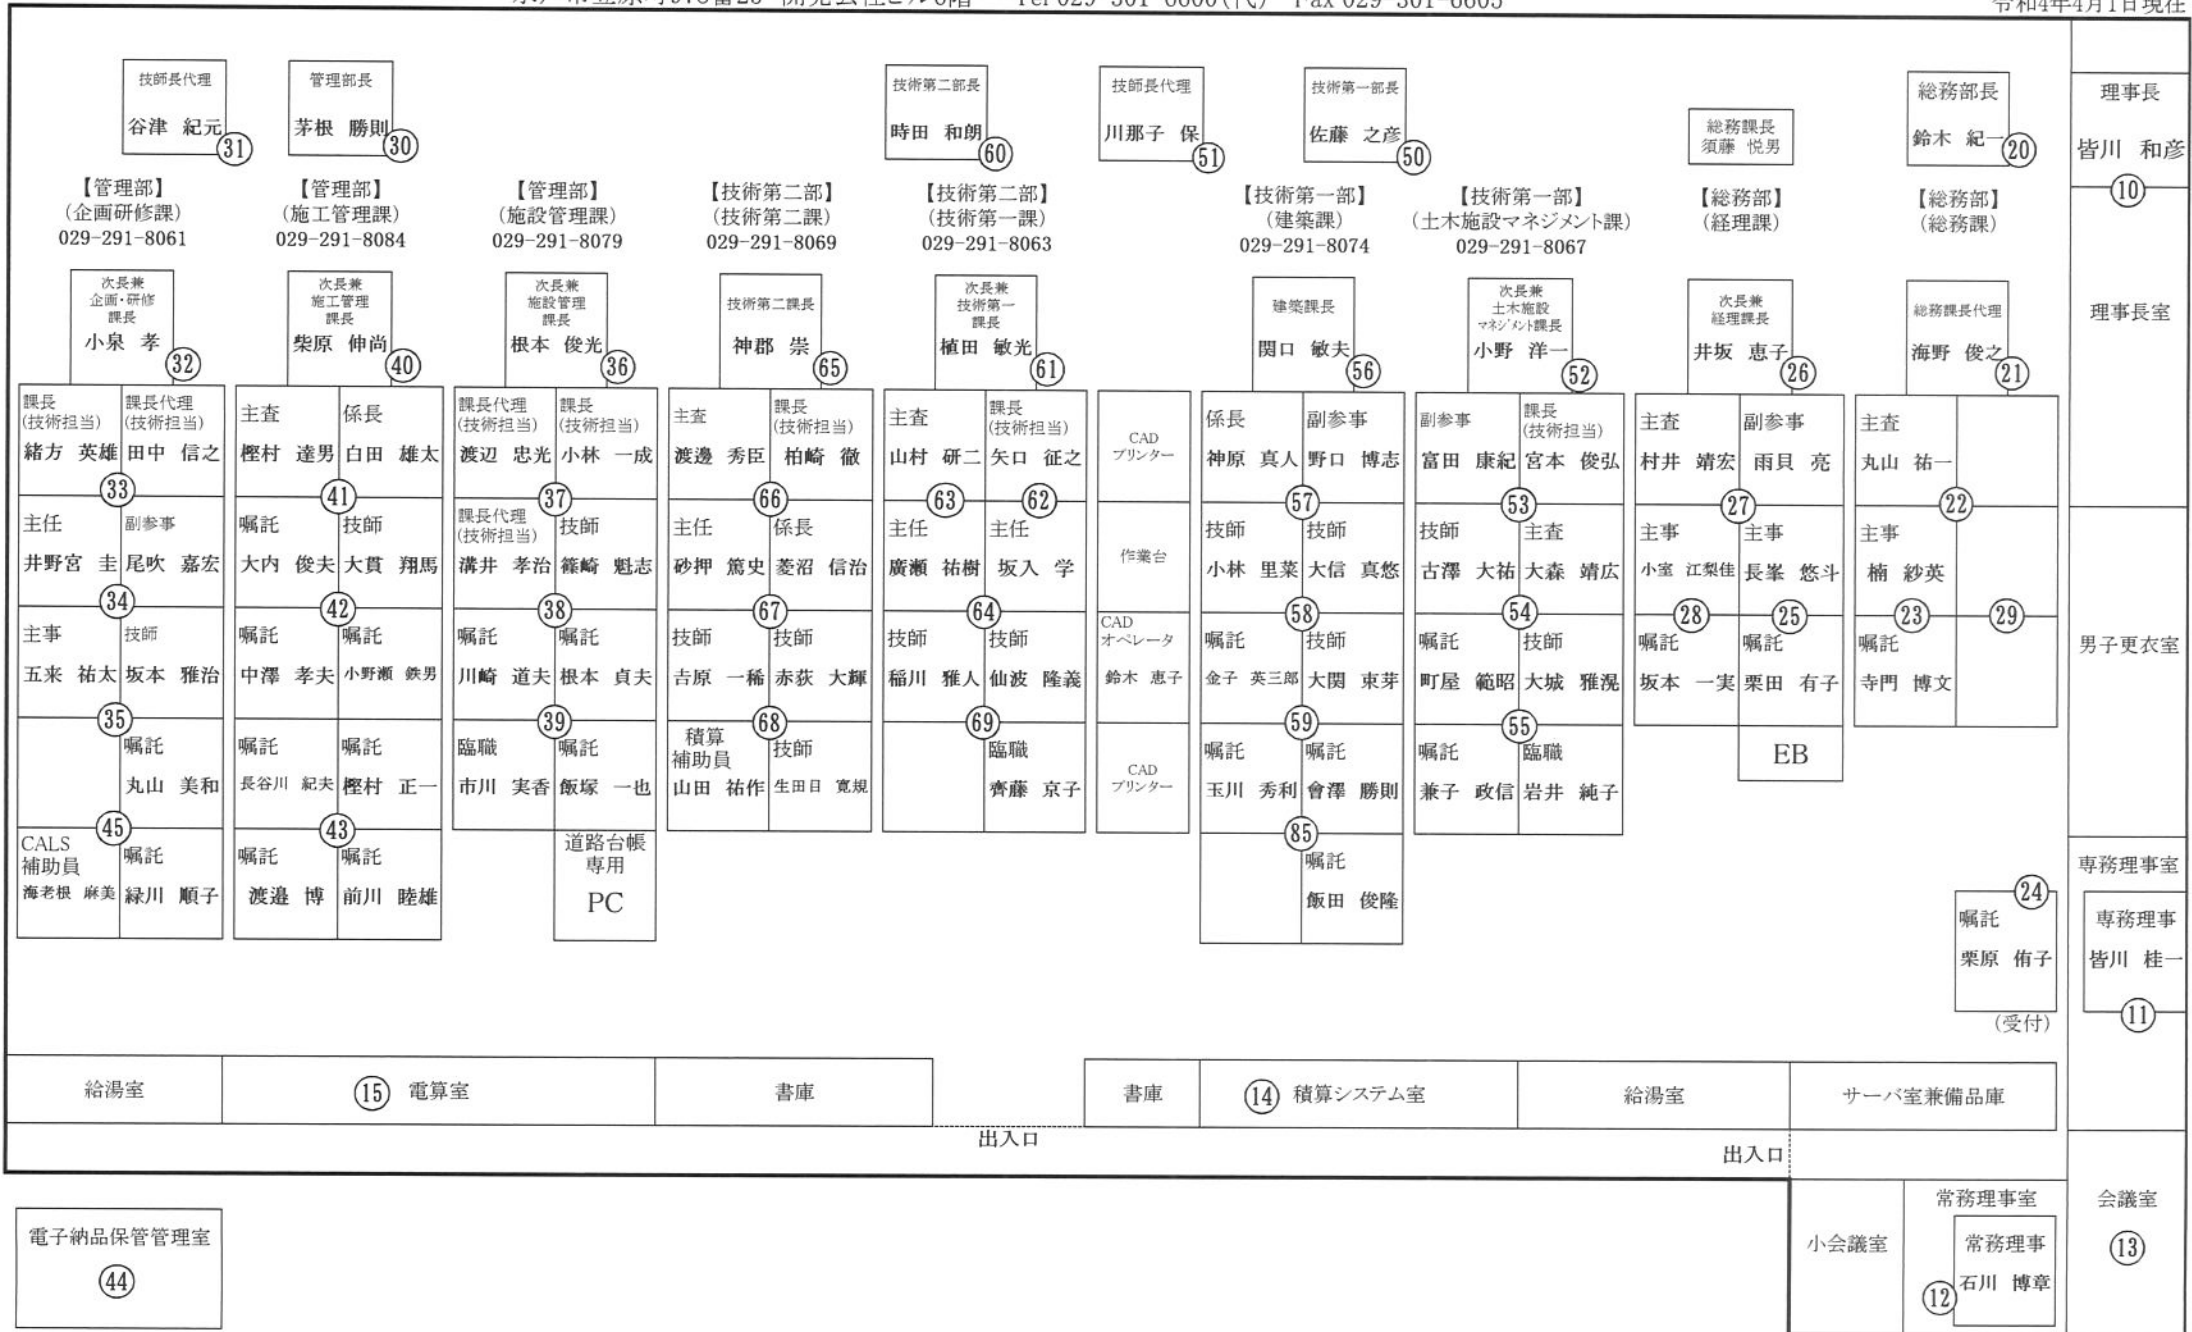 Tel 029-301-6600(代) Fax 029-301-6605
令和4年4月1日現在
技師長代理
谷津 紀元
31
管理部長
茅根 勝則
30
技術第二部長
時田 和朗
60
技師長代理
川那子 保
51
技術第一部長
佐藤 之彦
50
総務課長
須藤 悦男
総務部長
鈴木 紀一
20
理事長
皆川 和彦
10
【管理部】
(企画研修課)
029-291-8061
【管理部】
(施工管理課)
029-291-8084
【管理部】
(施設管理課)
029-291-8079
【技術第二部】
(技術第二課)
029-291-8069
【技術第二部】
(技術第一課)
029-291-8063
【技術第一部】
(建築課)
029-291-8074
【技術第一部】
(土木施設マネジメント課)
029-291-8067
【総務部】
(経理課)
【総務部】
(総務課)
次長兼
企画・研修
課長
小泉 孝
32
次長兼
施工管理
課長
柴原 伸尚
40
次長兼
施設管理
課長
根本 俊光
36
技術第二課長
神郡 崇
65
次長兼
技術第一
課長
植田 敏光
61
建築課長
関口 敏夫
56
次長兼
土木施設
マネジメント課長
小野 洋一
52
次長兼
経理課長
井坂 恵子
26
総務課長代理
海野 俊之
21
理事長室
課長
(技術担当)
緒方 英雄
課長代理
(技術担当)
田中 信之
33
主任
井野宮 圭
副参事
尾吹 嘉宏
34
主事
五来 祐太
技師
坂本 雅治
35
嘱託
丸山 美和
45
CALS
補助員
海老根 麻美
嘱託
緑川 順子
主査
樫村 達男
係長
白田 雄太
41
嘱託
大内 俊夫
技師
大貫 翔馬
42
嘱託
中澤 孝夫
嘱託
小野瀬 鉄男
嘱託
長谷川 紀夫
嘱託
樫村 正一
43
嘱託
渡邉 博
嘱託
前川 睦雄
課長代理
(技術担当)
渡辺 忠光
課長
(技術担当)
小林 一成
37
課長代理
(技術担当)
溝井 孝治
技師
篠崎 魁志
38
嘱託
川崎 道夫
嘱託
根本 貞夫
39
臨職
市川 実香
嘱託
飯塚 一也
道路台帳
専用
PC
主査
渡邊 秀臣
課長
(技術担当)
柏崎 徹
66
主任
砂押 篤史
係長
菱沼 信治
67
技師
吉原 一稀
技師
赤荻 大輝
68
積算
補助員
山田 祐作
技師
生田目 寛規
主査
山村 研二
課長
(技術担当)
矢口 征之
63
62
主任
廣瀬 祐樹
主任
坂入 学
64
技師
稲川 雅人
技師
仙波 隆義
69
臨職
齊藤 京子
CAD
プリンター
作業台
CAD
オペレータ
鈴木 恵子
CAD
プリンター
係長
神原 真人
副参事
野口 博志
57
技師
小林 里菜
技師
大信 真悠
58
嘱託
金子 英三郎
技師
大関 東芽
59
嘱託
玉川 秀利
嘱託
會澤 勝則
85
嘱託
飯田 俊隆
副参事
富田 康紀
課長
(技術担当)
宮本 俊弘
53
技師
古澤 大祐
主査
大森 靖広
54
嘱託
町屋 範昭
技師
大城 雅滉
55
嘱託
兼子 政信
臨職
岩井 純子
主査
村井 靖宏
副参事
雨貝 亮
27
主事
小室 江梨佳
主事
長峯 悠斗
28
25
嘱託
坂本 一実
嘱託
栗田 有子
EB
主査
丸山 祐一
22
主事
楠 紗英
23
29
嘱託
寺門 博文
男子更衣室
専務理事室
24
嘱託
栗原 侑子
(受付)
専務理事
皆川 桂一
11
給湯室
15 電算室
書庫
書庫
14 積算システム室
給湯室
サーバ室兼備品庫
出入口
出入口
電子納品保管管理室
44
小会議室
常務理事室
常務理事
石川 博章
12
会議室
13